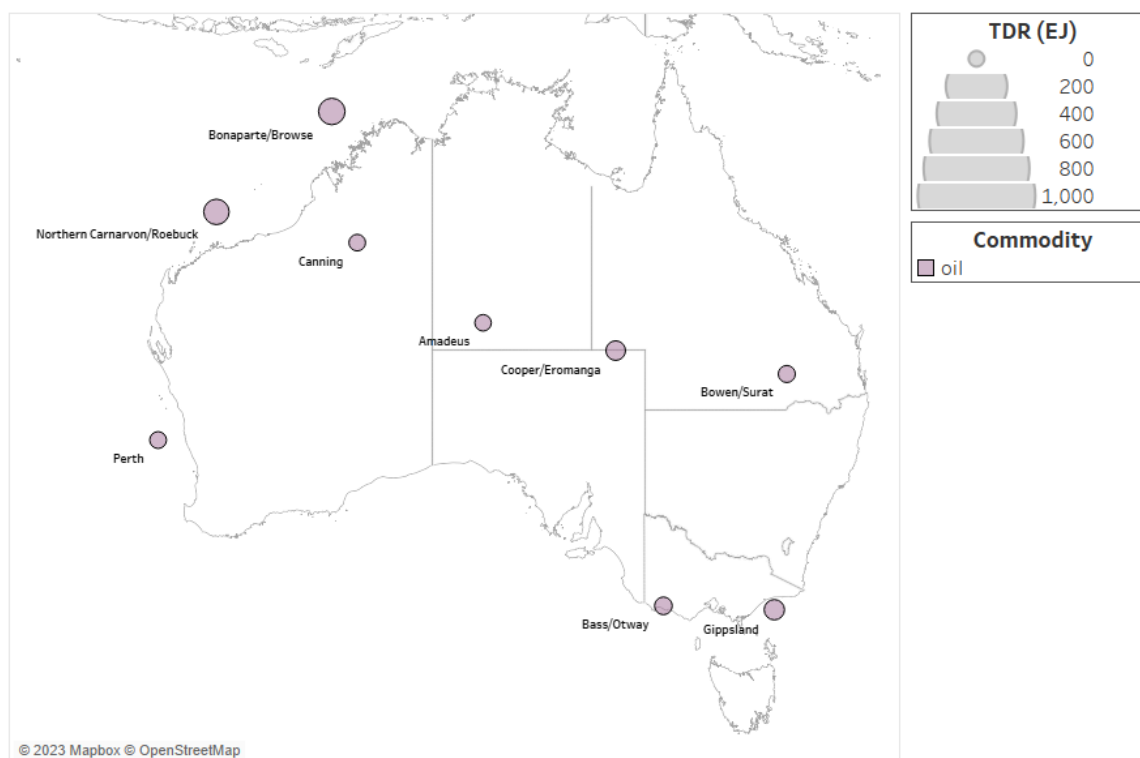 TDR (EJ)
0
200
400
600
800
1,000
Commodity
oil
Bonaparte/Browse
Northern Carnarvon/Roebuck
Canning
Amadeus
Cooper/Eromanga
Bowen/Surat
Perth
Bass/Otway
Gippsland
© 2023 Mapbox © OpenStreetMap